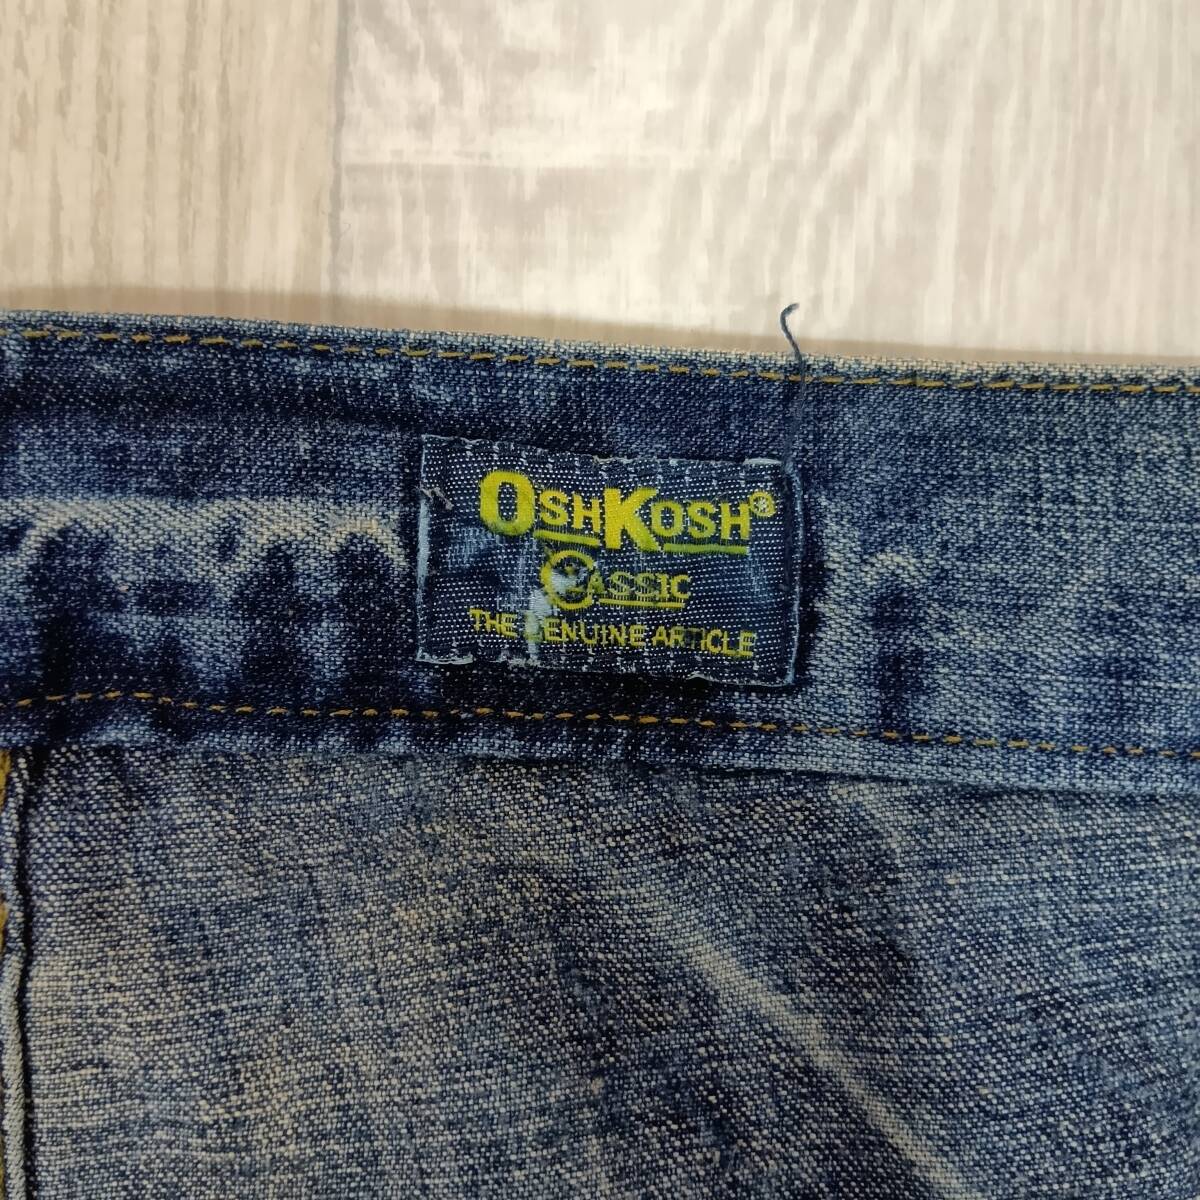 OSHKOSH®
CLASSIC
THE GENUINE ARTICLE